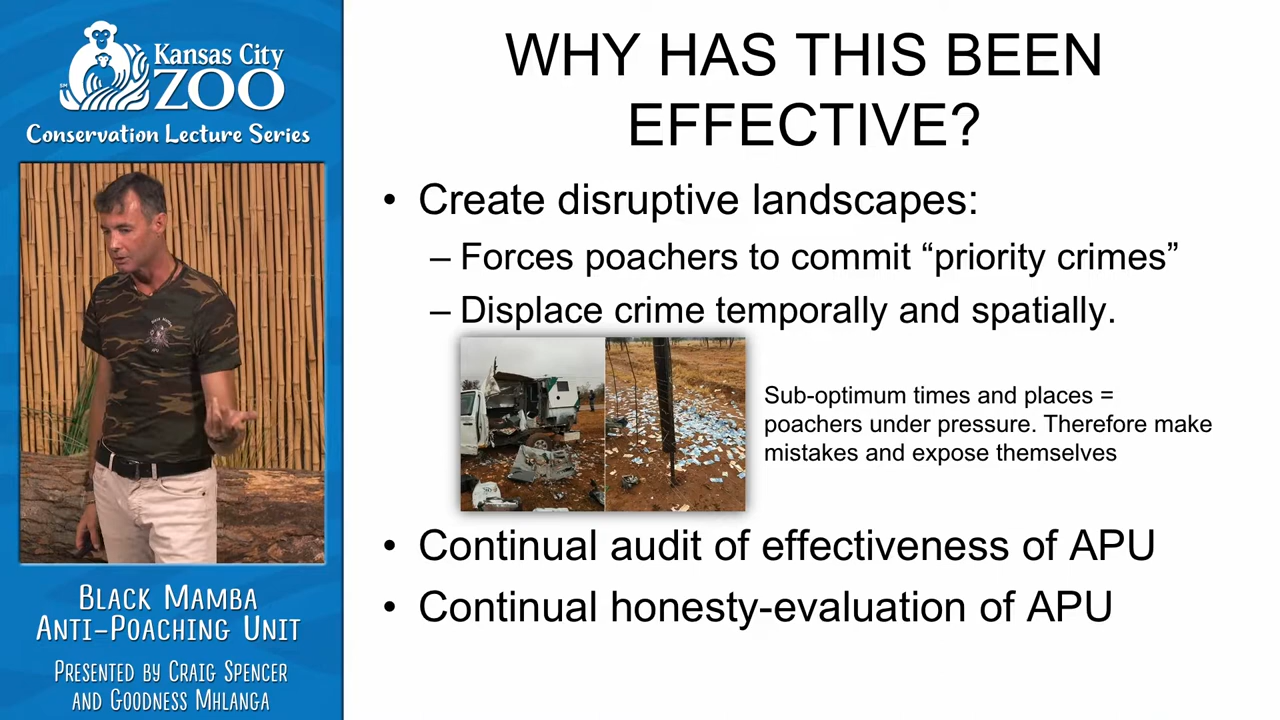 Kansas City
ZOO
SM
Conservation Lecture Series
BLACK MAMBA
ANTI-POACHING UNIT
PRESENTED BY CRAIG SPENCER
AND GOODNESS MHLANGA
WHY HAS THIS BEEN
EFFECTIVE?
• Create disruptive landscapes:
– Forces poachers to commit “priority crimes”
– Displace crime temporally and spatially.
Sub-optimum times and places =
poachers under pressure. Therefore make
mistakes and expose themselves
• Continual audit of effectiveness of APU
• Continual honesty-evaluation of APU